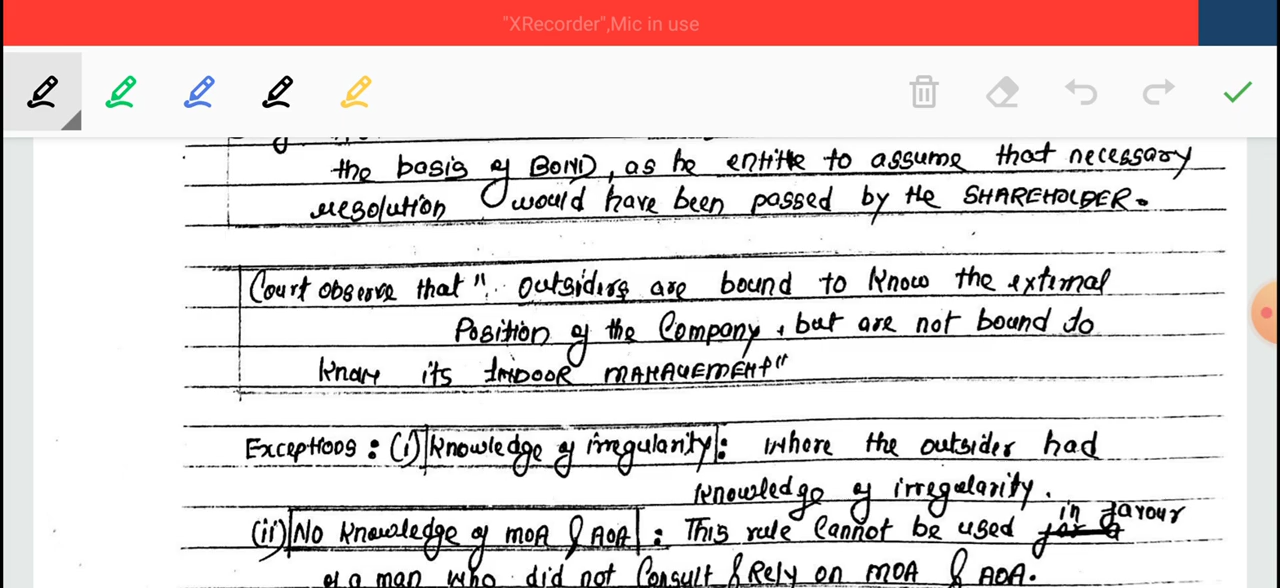 "XRecorder",Mic in use
the basis of BOND, as he entitle to assume that necessary
resolution would have been passed by the SHAREHOLDER.
Court observe that ".. outsiders are bound to know the external
Position of the Company, but are not bound to
know its INDOOR MANAGEMENT"
Exceptions : (i) Knowledge of irregularity : Where the outsider had
knowledge of irregularity.
(ii) No knowledge of MOA & AOA : This rule cannot be used in favour
of a man who did not Consult & Rely on MOA & AOA.